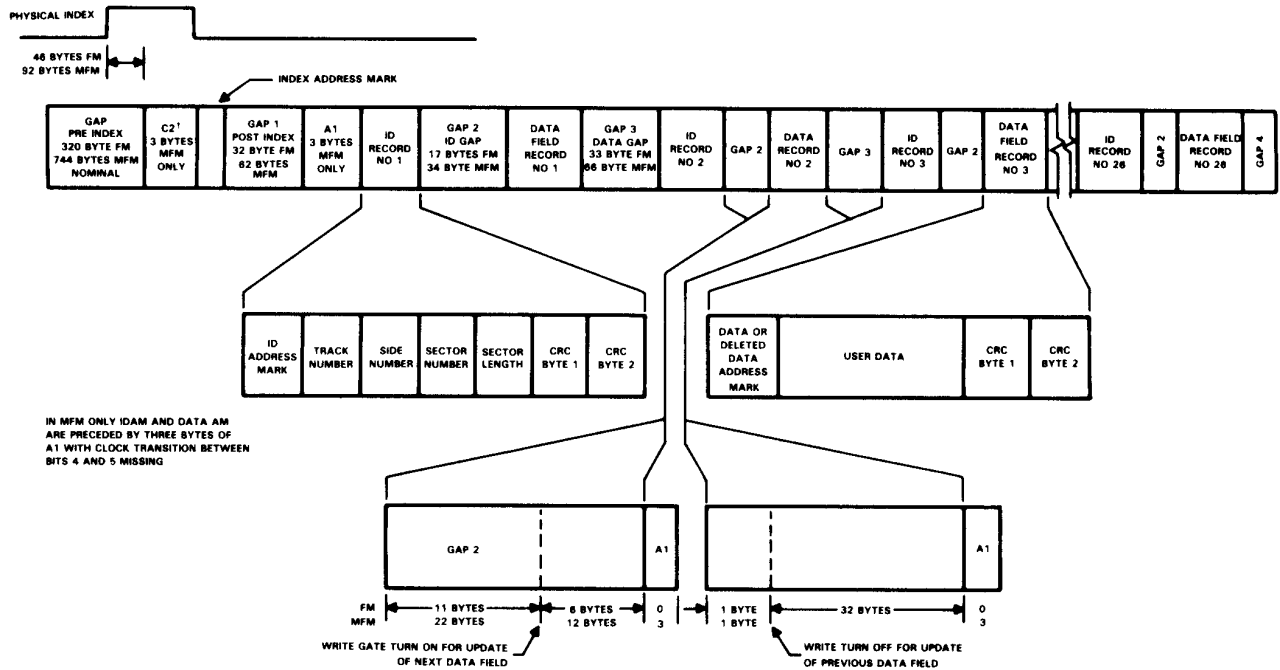 PHYSICAL INDEX
46 BYTES FM
92 BYTES MFM
INDEX ADDRESS MARK
GAP
PRE INDEX
320 BYTE FM
744 BYTES MFM
NOMINAL
C2†
3 BYTES
MFM
ONLY
GAP 1
POST INDEX
32 BYTE FM
62 BYTES
MFM
A1
3 BYTES
MFM
ONLY
ID
RECORD
NO 1
GAP 2
ID GAP
17 BYTES FM
34 BYTE MFM
DATA
FIELD
RECORD
NO 1
GAP 3
DATA GAP
33 BYTE FM
66 BYTE MFM
ID
RECORD
NO 2
GAP 2
DATA
RECORD
NO 2
GAP 3
ID
RECORD
NO 3
GAP 2
DATA
FIELD
RECORD
NO 3
ID
RECORD
NO 26
GAP 2
DATA FIELD
RECORD
NO 26
GAP 4
ID
ADDRESS
MARK
TRACK
NUMBER
SIDE
NUMBER
SECTOR
NUMBER
SECTOR
LENGTH
CRC
BYTE 1
CRC
BYTE 2
DATA OR
DELETED
DATA
ADDRESS
MARK
USER DATA
CRC
BYTE 1
CRC
BYTE 2
IN MFM ONLY IDAM AND DATA AM
ARE PRECEDED BY THREE BYTES OF
A1 WITH CLOCK TRANSITION BETWEEN
BITS 4 AND 5 MISSING
GAP 2
A1
A1
FM 11 BYTES 6 BYTES 0 1 BYTE 32 BYTES 0
MFM 22 BYTES 12 BYTES 3 1 BYTE 3
WRITE GATE TURN ON FOR UPDATE
OF NEXT DATA FIELD
WRITE TURN OFF FOR UPDATE
OF PREVIOUS DATA FIELD